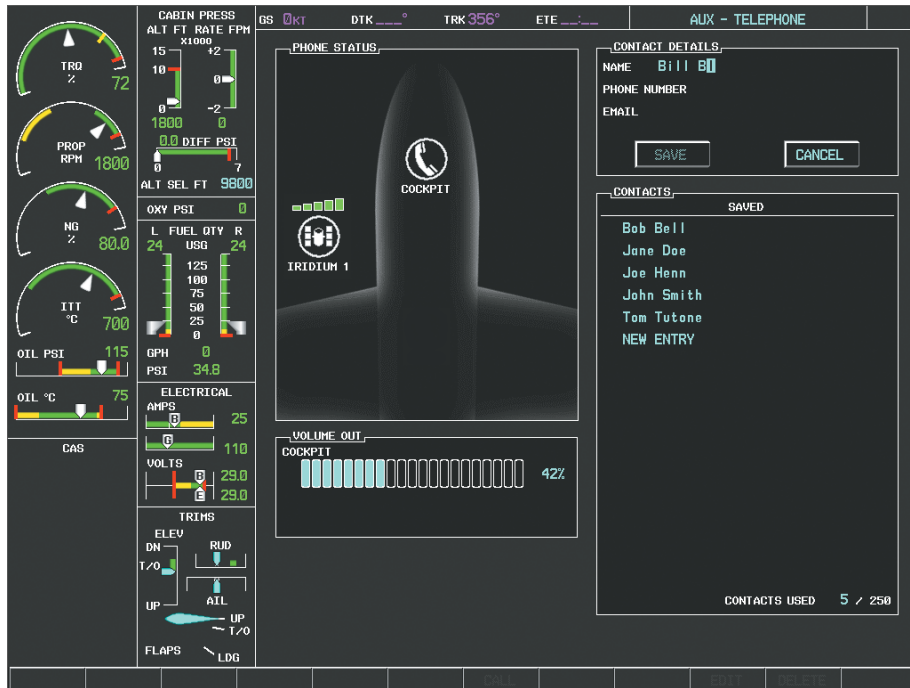 GS 0KT DTK ___° TRK 356° ETE __:__ AUX - TELEPHONE
TRQ
%
72
PROP
RPM
1800
NG
%
80.0
ITT
°C
700
OIL PSI 115
OIL °C 75
CAS
CABIN PRESS
ALT FT RATE FPM
X1000
15 +2
10 0
0 -2
1800 0
0.0 DIFF PSI
0 7
ALT SEL FT 9800
OXY PSI 0
L FUEL QTY R
24 USG 24
125
100
75
50
25
0
GPH 0
PSI 34.8
ELECTRICAL
AMPS
B 25
G 110
VOLTS
B 29.0
E 29.0
TRIMS
ELEV
DN RUD
T/O
UP AIL
UP
T/O
FLAPS LDG
PHONE STATUS
COCKPIT
IRIDIUM 1
VOLUME OUT
COCKPIT
42%
CONTACT DETAILS
NAME Bill BI
PHONE NUMBER
EMAIL
SAVE CANCEL
CONTACTS
SAVED
Bob Bell
Jane Doe
Joe Henn
John Smith
Tom Tutone
NEW ENTRY
CONTACTS USED 5 / 250
CALL EDIT DELETE